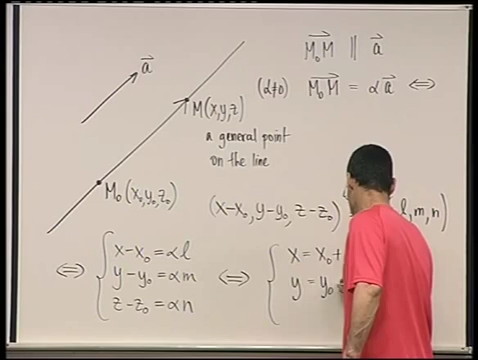 M₀M⃗ ∥ a⃗
a⃗
(α≠0) M₀M⃗ = αa⃗ ⟺
M(x,y,z)
a general point
on the line
M₀(x₀,y₀,z₀)
(x-x₀, y-y₀, z-z₀) l,m,n)
⟺ { x-x₀ = αl
y-y₀ = αm
z-z₀ = αn
⟺ { x = x₀+
y = y₀